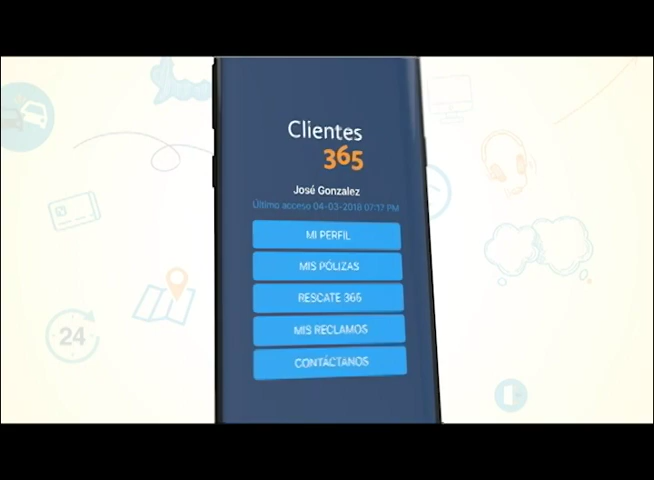 Clientes
365
José Gonzalez
Último acceso 04-03-2018 07:17 PM
MI PERFIL
MIS PÓLIZAS
RESCATE 365
MIS RECLAMOS
CONTÁCTANOS
24